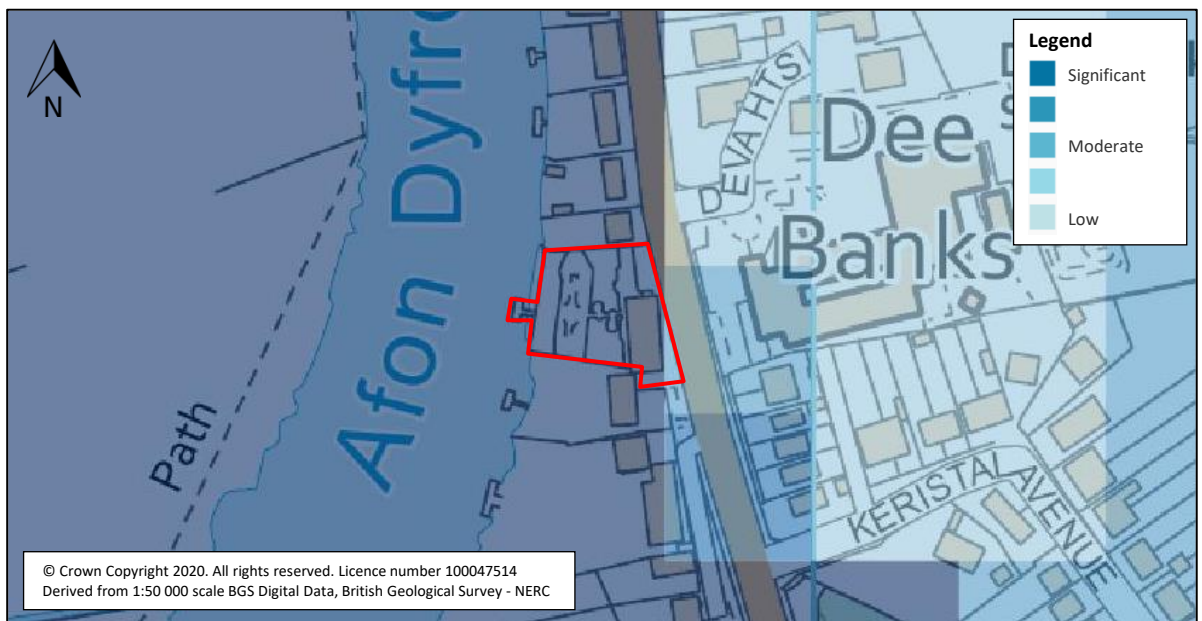 N
Afon Dyfr
Path
DEVA HTS
Dee
Banks
KERISTAL AVENUE
Legend
Significant
Moderate
Low
© Crown Copyright 2020. All rights reserved. Licence number 100047514
Derived from 1:50 000 scale BGS Digital Data, British Geological Survey - NERC